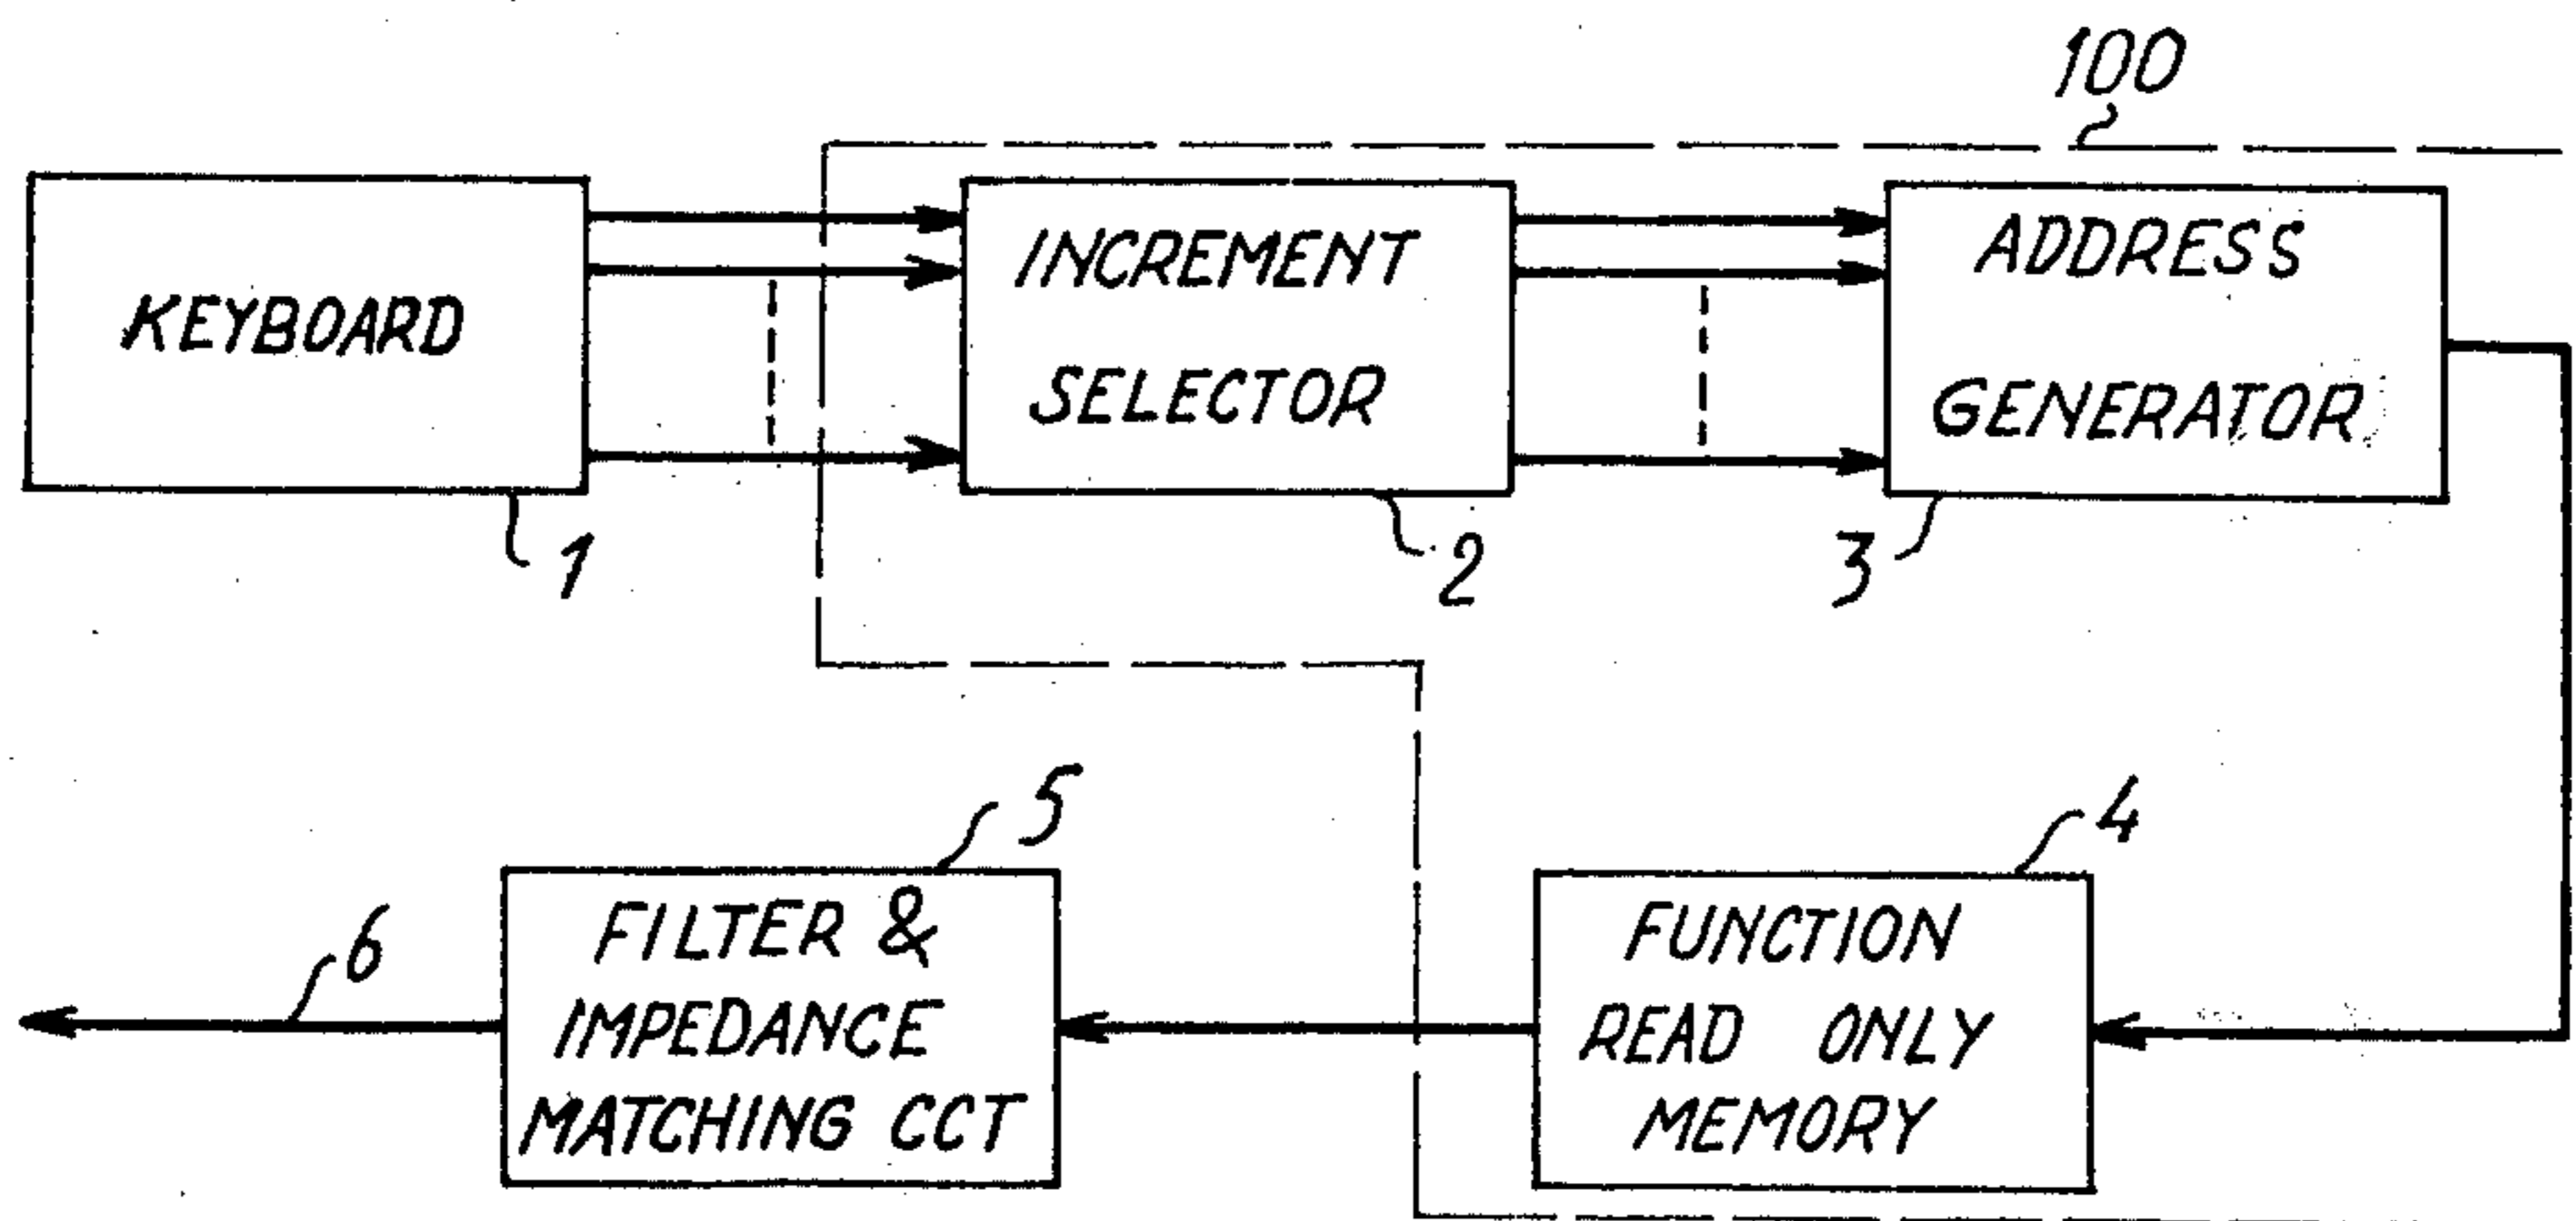 100
KEYBOARD
INCREMENT
SELECTOR
ADDRESS
GENERATOR
1
2
3
6
5
4
FILTER &
IMPEDANCE
MATCHING CCT
FUNCTION
READ ONLY
MEMORY